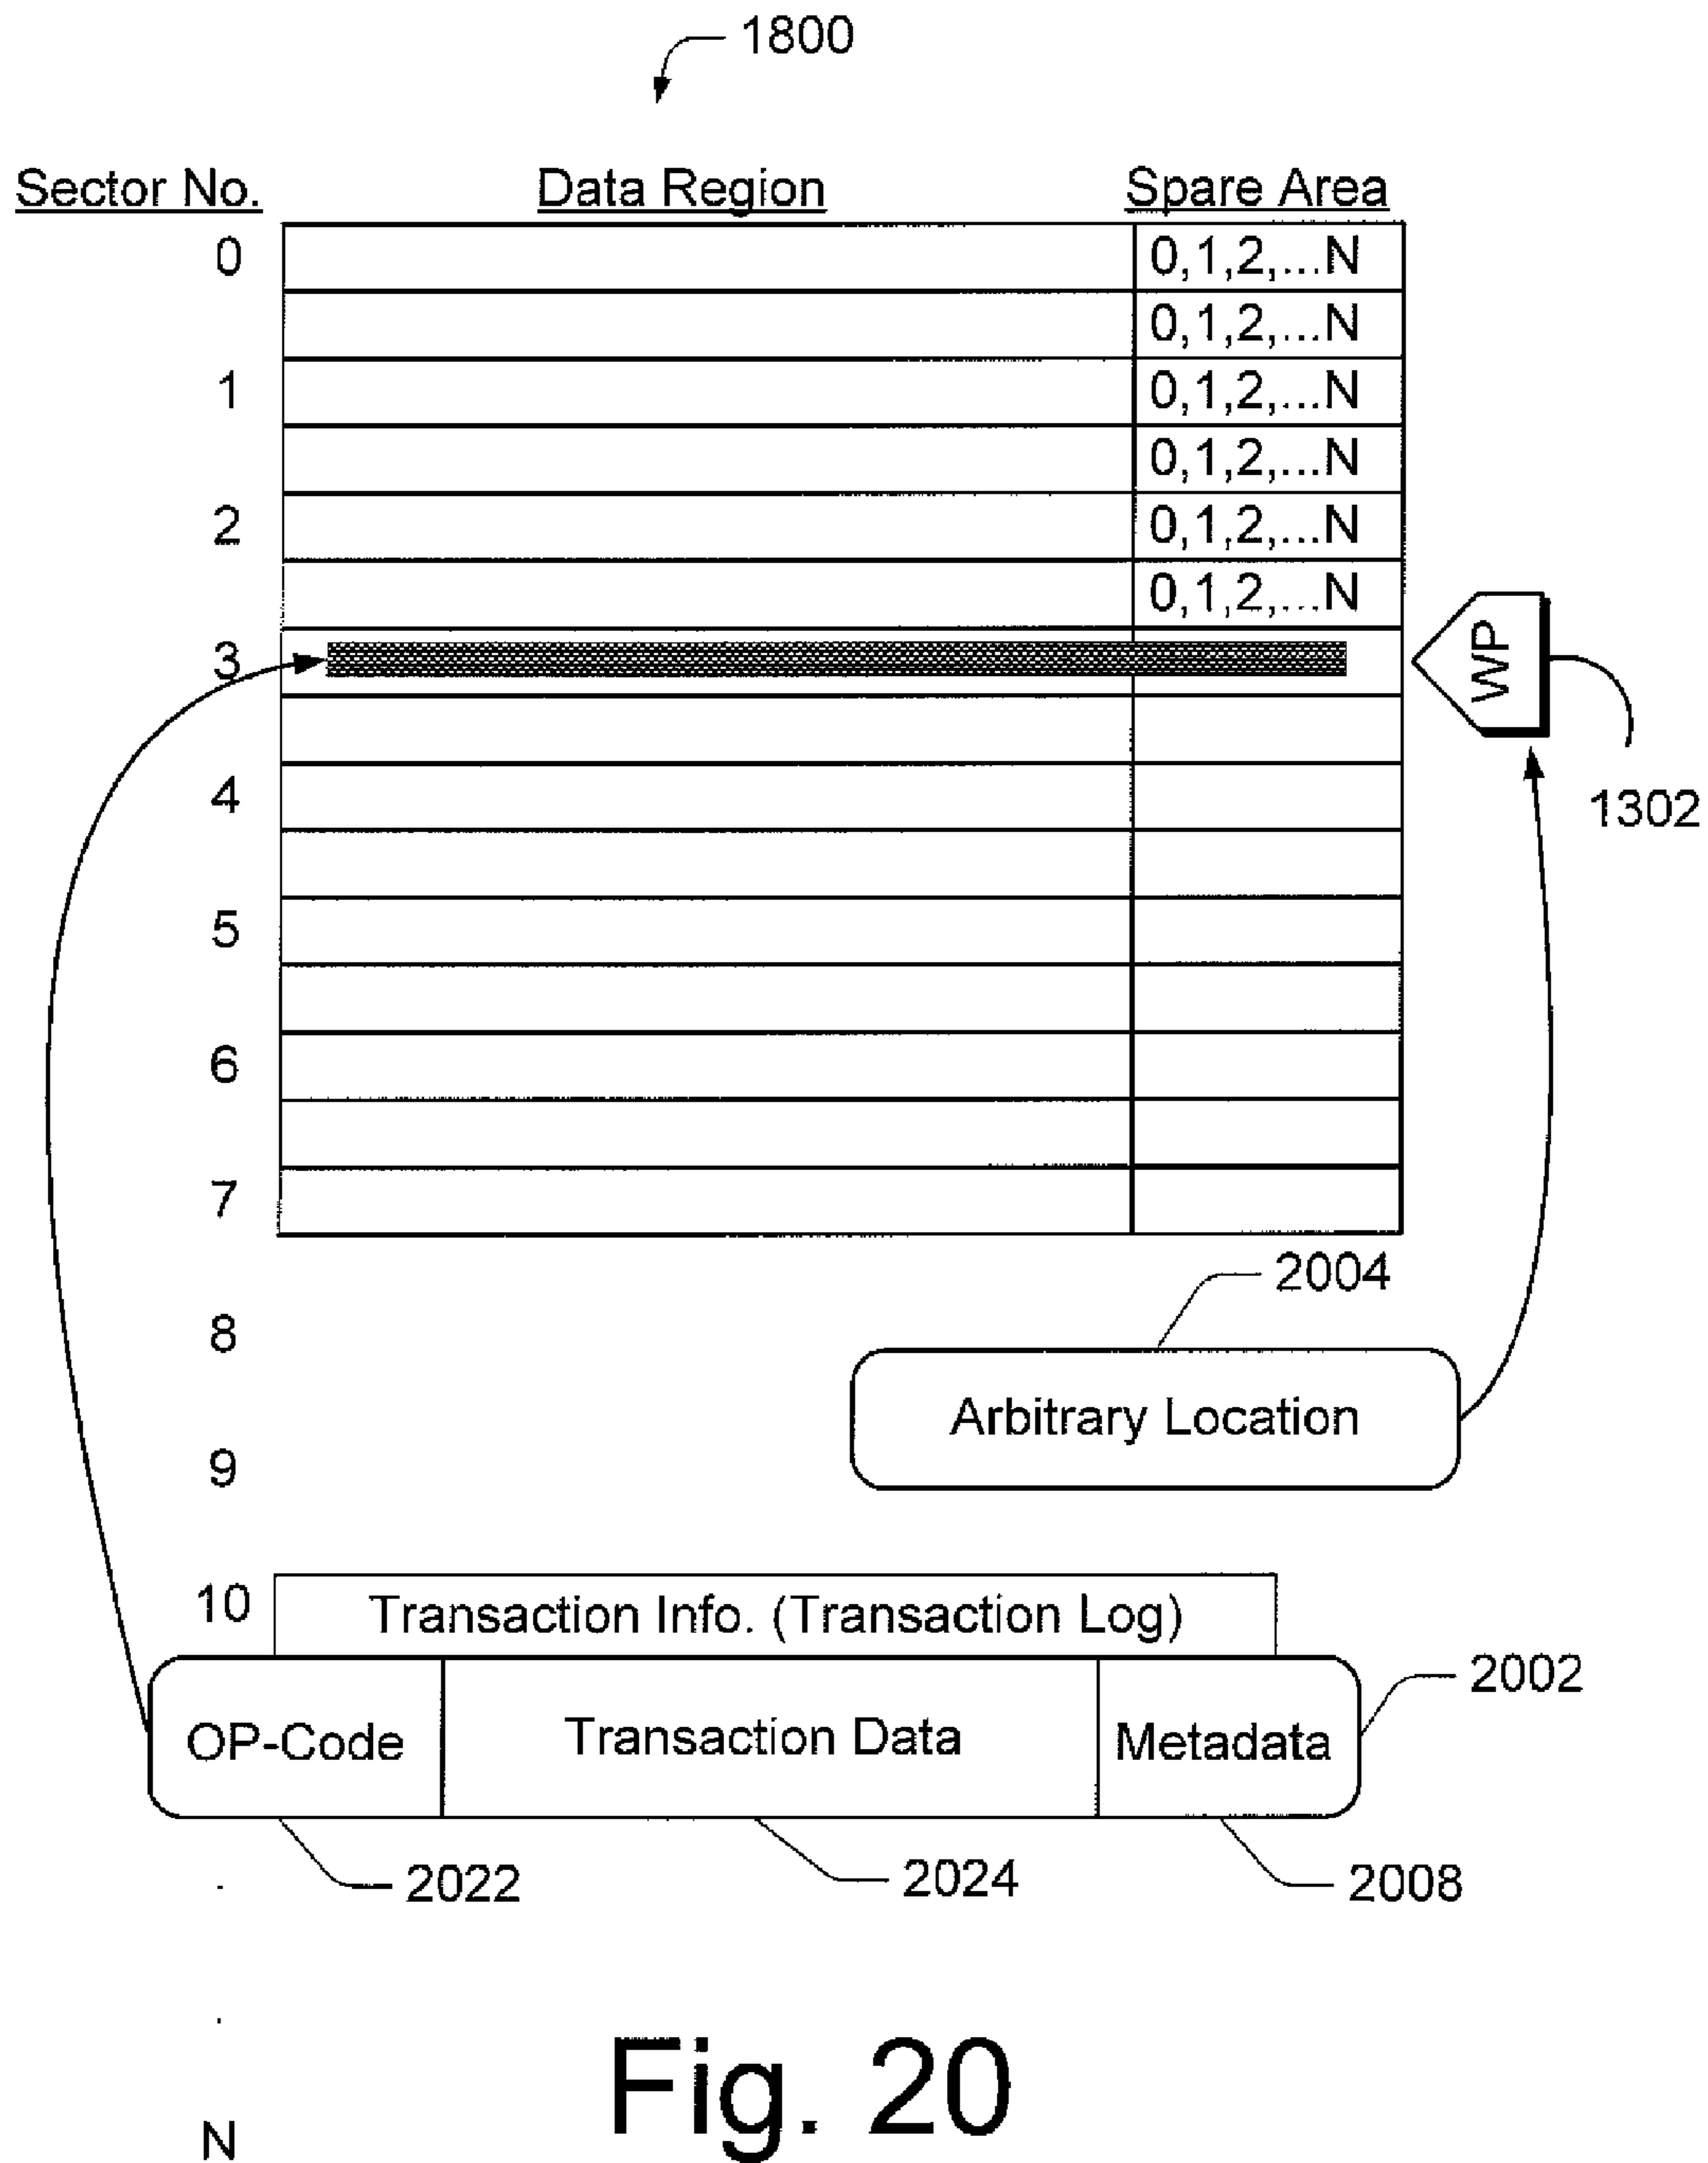 1800
Sector No. Data Region Spare Area
0 0,1,2,...N
0,1,2,...N
1 0,1,2,...N
0,1,2,...N
2 0,1,2,...N
0,1,2,...N
3 WP
4 1302
5
6
7
2004
8
Arbitrary Location
9
10 Transaction Info. (Transaction Log)
2002
OP-Code Transaction Data Metadata
2022 2024 2008
.
.
N
Fig. 20